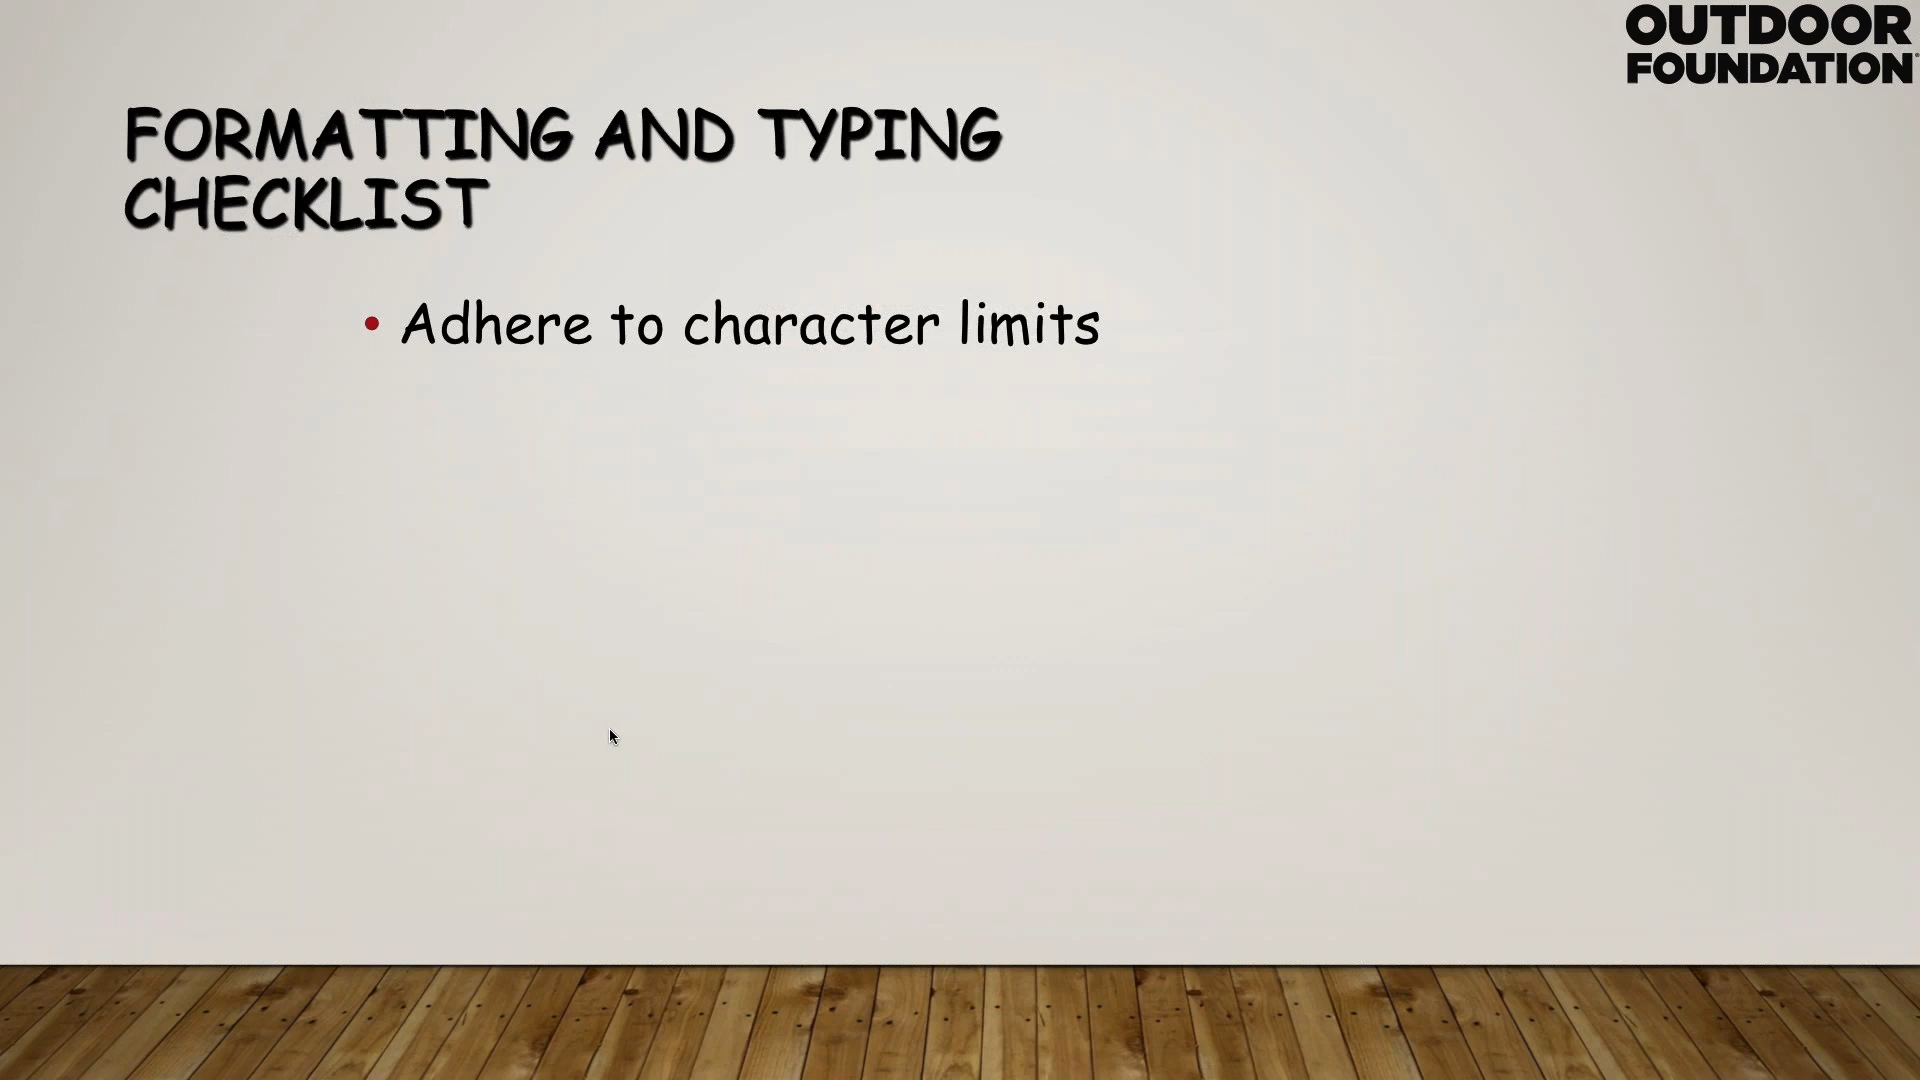 OUTDOOR
FOUNDATION
FORMATTING AND TYPING
CHECKLIST
• Adhere to character limits